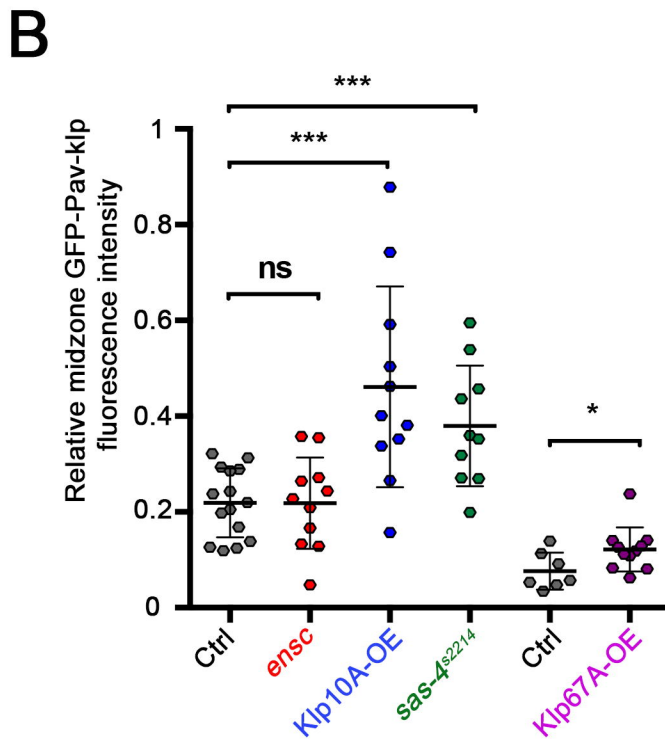 B
Relative midzone GFP-Pav-klp
fluorescence intensity
***
***
ns
*
1
0.8
0.6
0.4
0.2
0
Ctrl
ensc
Klp10A-OE
sas-4ˢ²²¹⁴
Ctrl
Klp67A-OE